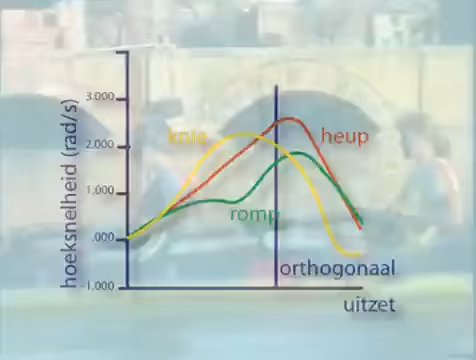 hoeksnelheid (rad/s)
3.000
2.000
1.000
.000
-1.000
knie
heup
romp
orthogonaal
uitzet